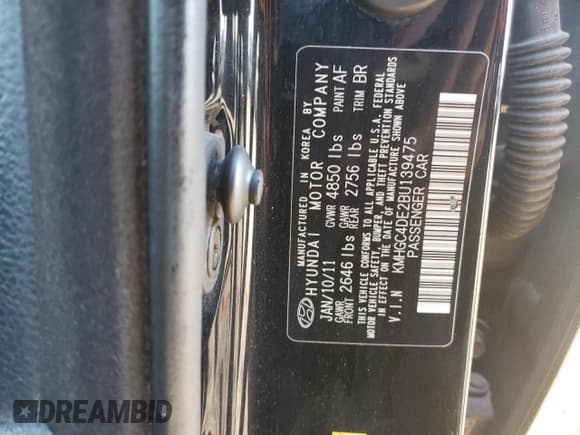 MANUFACTURED IN KOREA BY
HYUNDAI MOTOR COMPANY
JAN/10/11 GVWR 4850 lbs PAINT AF
GAWR FRONT 2646 lbs GAWR REAR 2756 lbs TRIM BR
THIS VEHICLE CONFORMS TO ALL APPLICABLE U.S.A. FEDERAL
MOTOR VEHICLE SAFETY, BUMPER, AND THEFT PREVENTION STANDARDS
IN EFFECT ON THE DATE OF MANUFACTURE SHOWN ABOVE
V.I.N KMHGC4DE2BU139475
PASSENGER CAR
DREAMBID